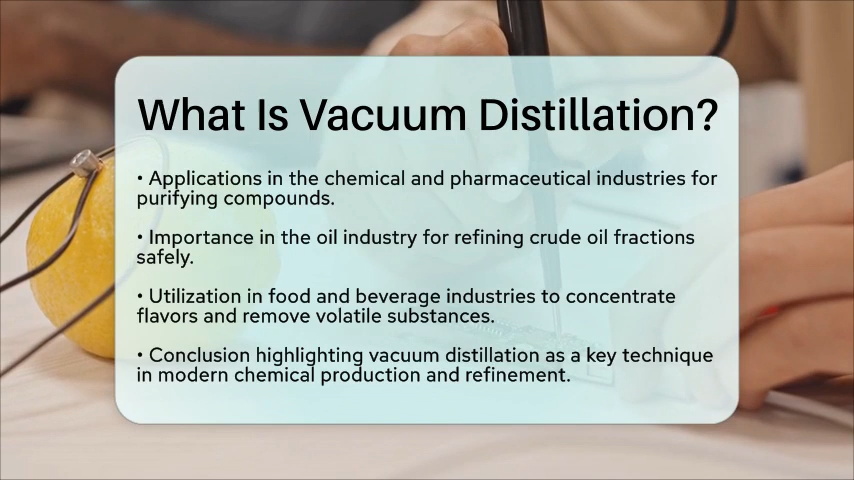 What Is Vacuum Distillation?
• Applications in the chemical and pharmaceutical industries for
purifying compounds.
• Importance in the oil industry for refining crude oil fractions
safely.
• Utilization in food and beverage industries to concentrate
flavors and remove volatile substances.
• Conclusion highlighting vacuum distillation as a key technique
in modern chemical production and refinement.